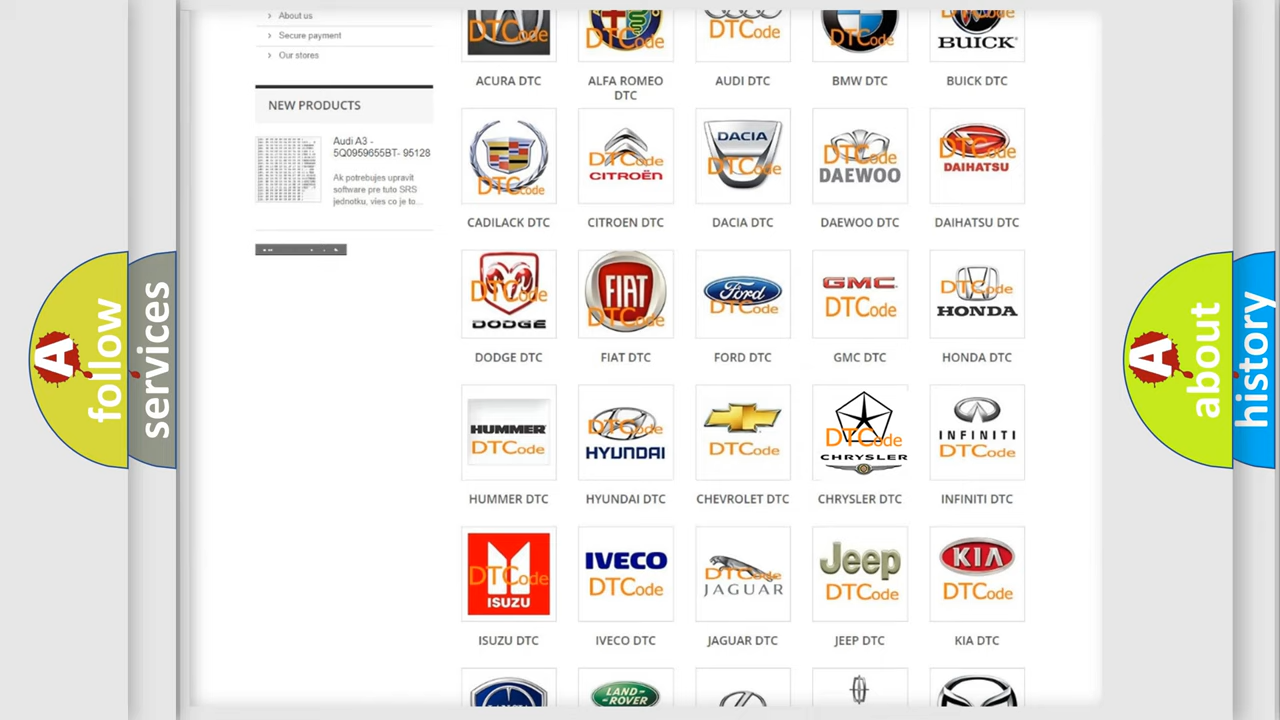 About us
Secure payment
Our stores
NEW PRODUCTS
Audi A3 -
5Q0959655BT- 95128
Ak potrebujes upravit
software pre tuto SRS
jednotku, vies co je to...
DTCode
DTCode
DTCode
DTCode
BUICK
ACURA DTC
ALFA ROMEO
DTC
AUDI DTC
BMW DTC
BUICK DTC
DTCode
DTCode
CITROËN
DACIA
DTCode
DTCode
DAEWOO
DTCode
DAIHATSU
CADILACK DTC
CITROEN DTC
DACIA DTC
DAEWOO DTC
DAIHATSU DTC
DTCode
DODGE
FIAT
DTCode
Ford
DTCode
GMC
DTCode
DTCode
HONDA
DODGE DTC
FIAT DTC
FORD DTC
GMC DTC
HONDA DTC
HUMMER
DTCode
DTCode
HYUNDAI
DTCode
DTCode
CHRYSLER
INFINITI
DTCode
HUMMER DTC
HYUNDAI DTC
CHEVROLET DTC
CHRYSLER DTC
INFINITI DTC
DTCode
ISUZU
IVECO
DTCode
DTCode
JAGUAR
Jeep
DTCode
KIA
DTCode
ISUZU DTC
IVECO DTC
JAGUAR DTC
JEEP DTC
KIA DTC
LAND-
ROVER
A
follow
services
A
about
history